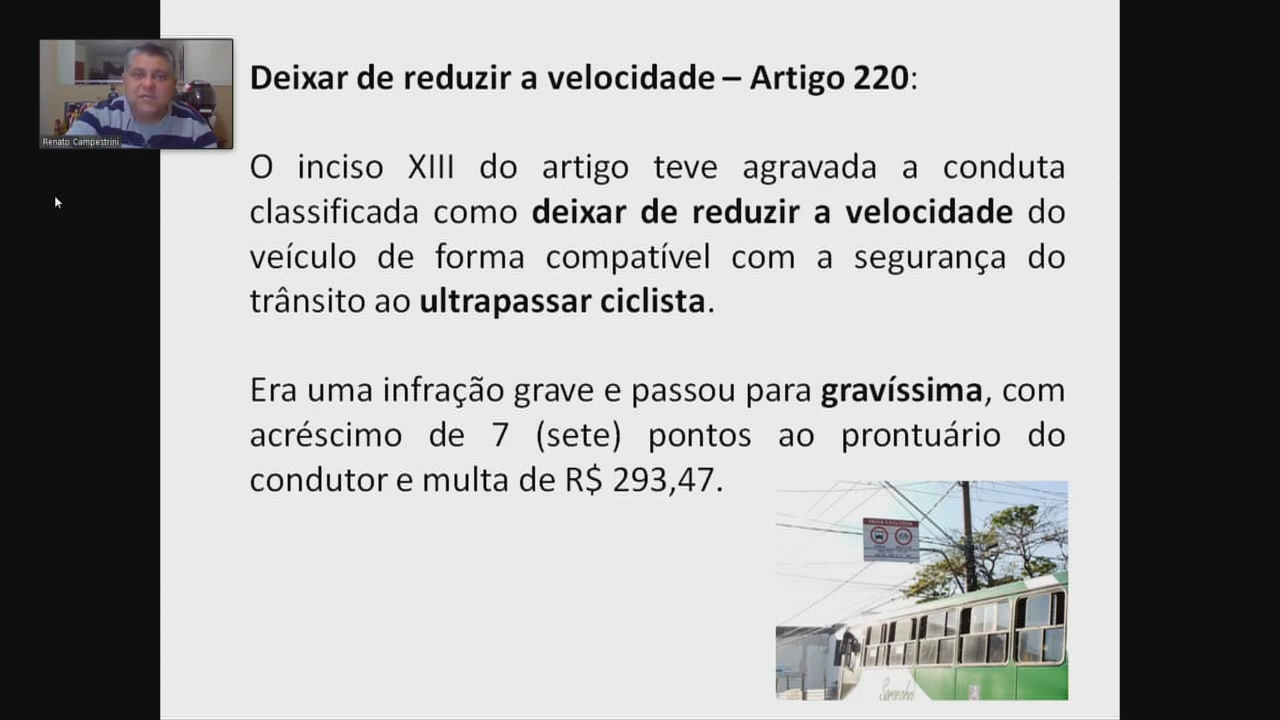 Renato Campestrini
Deixar de reduzir a velocidade – Artigo 220:
O inciso XIII do artigo teve agravada a conduta
classificada como deixar de reduzir a velocidade do
veículo de forma compatível com a segurança do
trânsito ao ultrapassar ciclista.
Era uma infração grave e passou para gravíssima, com
acréscimo de 7 (sete) pontos ao prontuário do
condutor e multa de R$ 293,47.